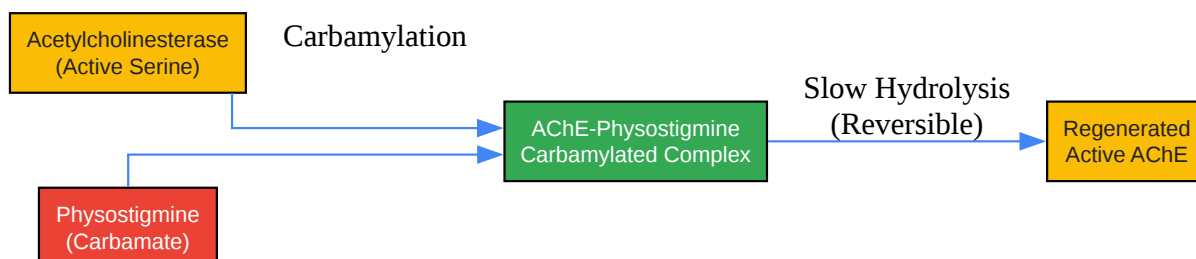 Acetylcholinesterase
(Active Serine)
Carbamylation
Physostigmine
(Carbamate)
AChE-Physostigmine
Carbamylated Complex
Slow Hydrolysis
(Reversible)
Regenerated
Active AChE